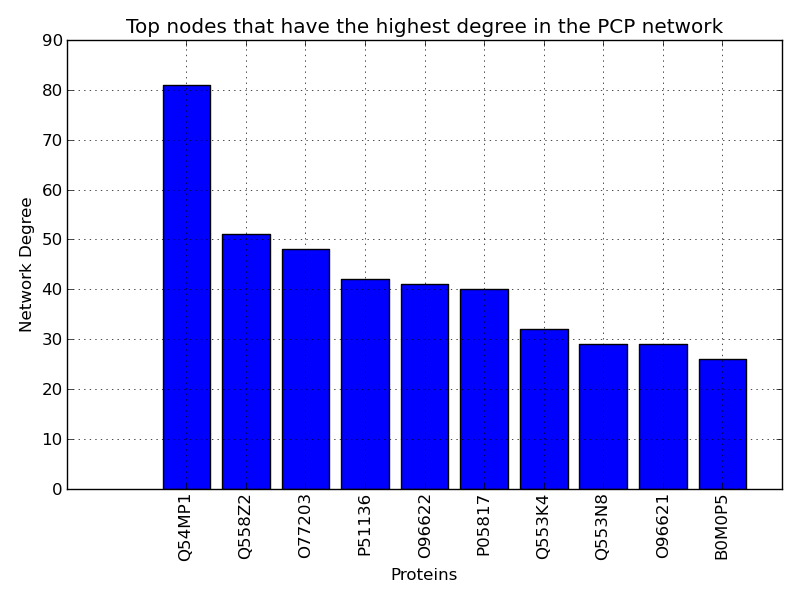 Top nodes that have the highest degree in the PCP network
90
80
70
60
50
40
30
20
10
0
Network Degree
Q54MP1
Q558Z2
O77203
P51136
O96622
P05817
Q553K4
Q553N8
O96621
B0M0P5
Proteins